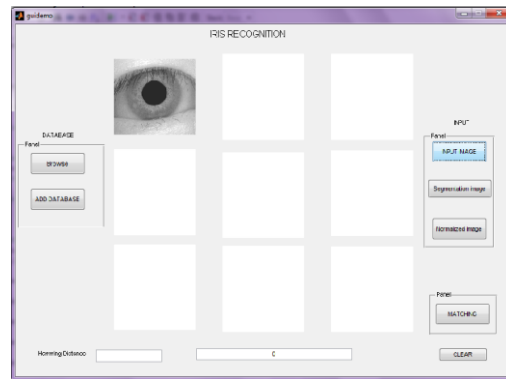 guidemo
IRIS RECOGNITION
DATABASE
Panel
Browse
ADD DATABASE
INPUT
Panel
INPUT IMAGE
Segmentation image
Normalized image
Panel
MATCHING
Hamming Distance
0
CLEAR